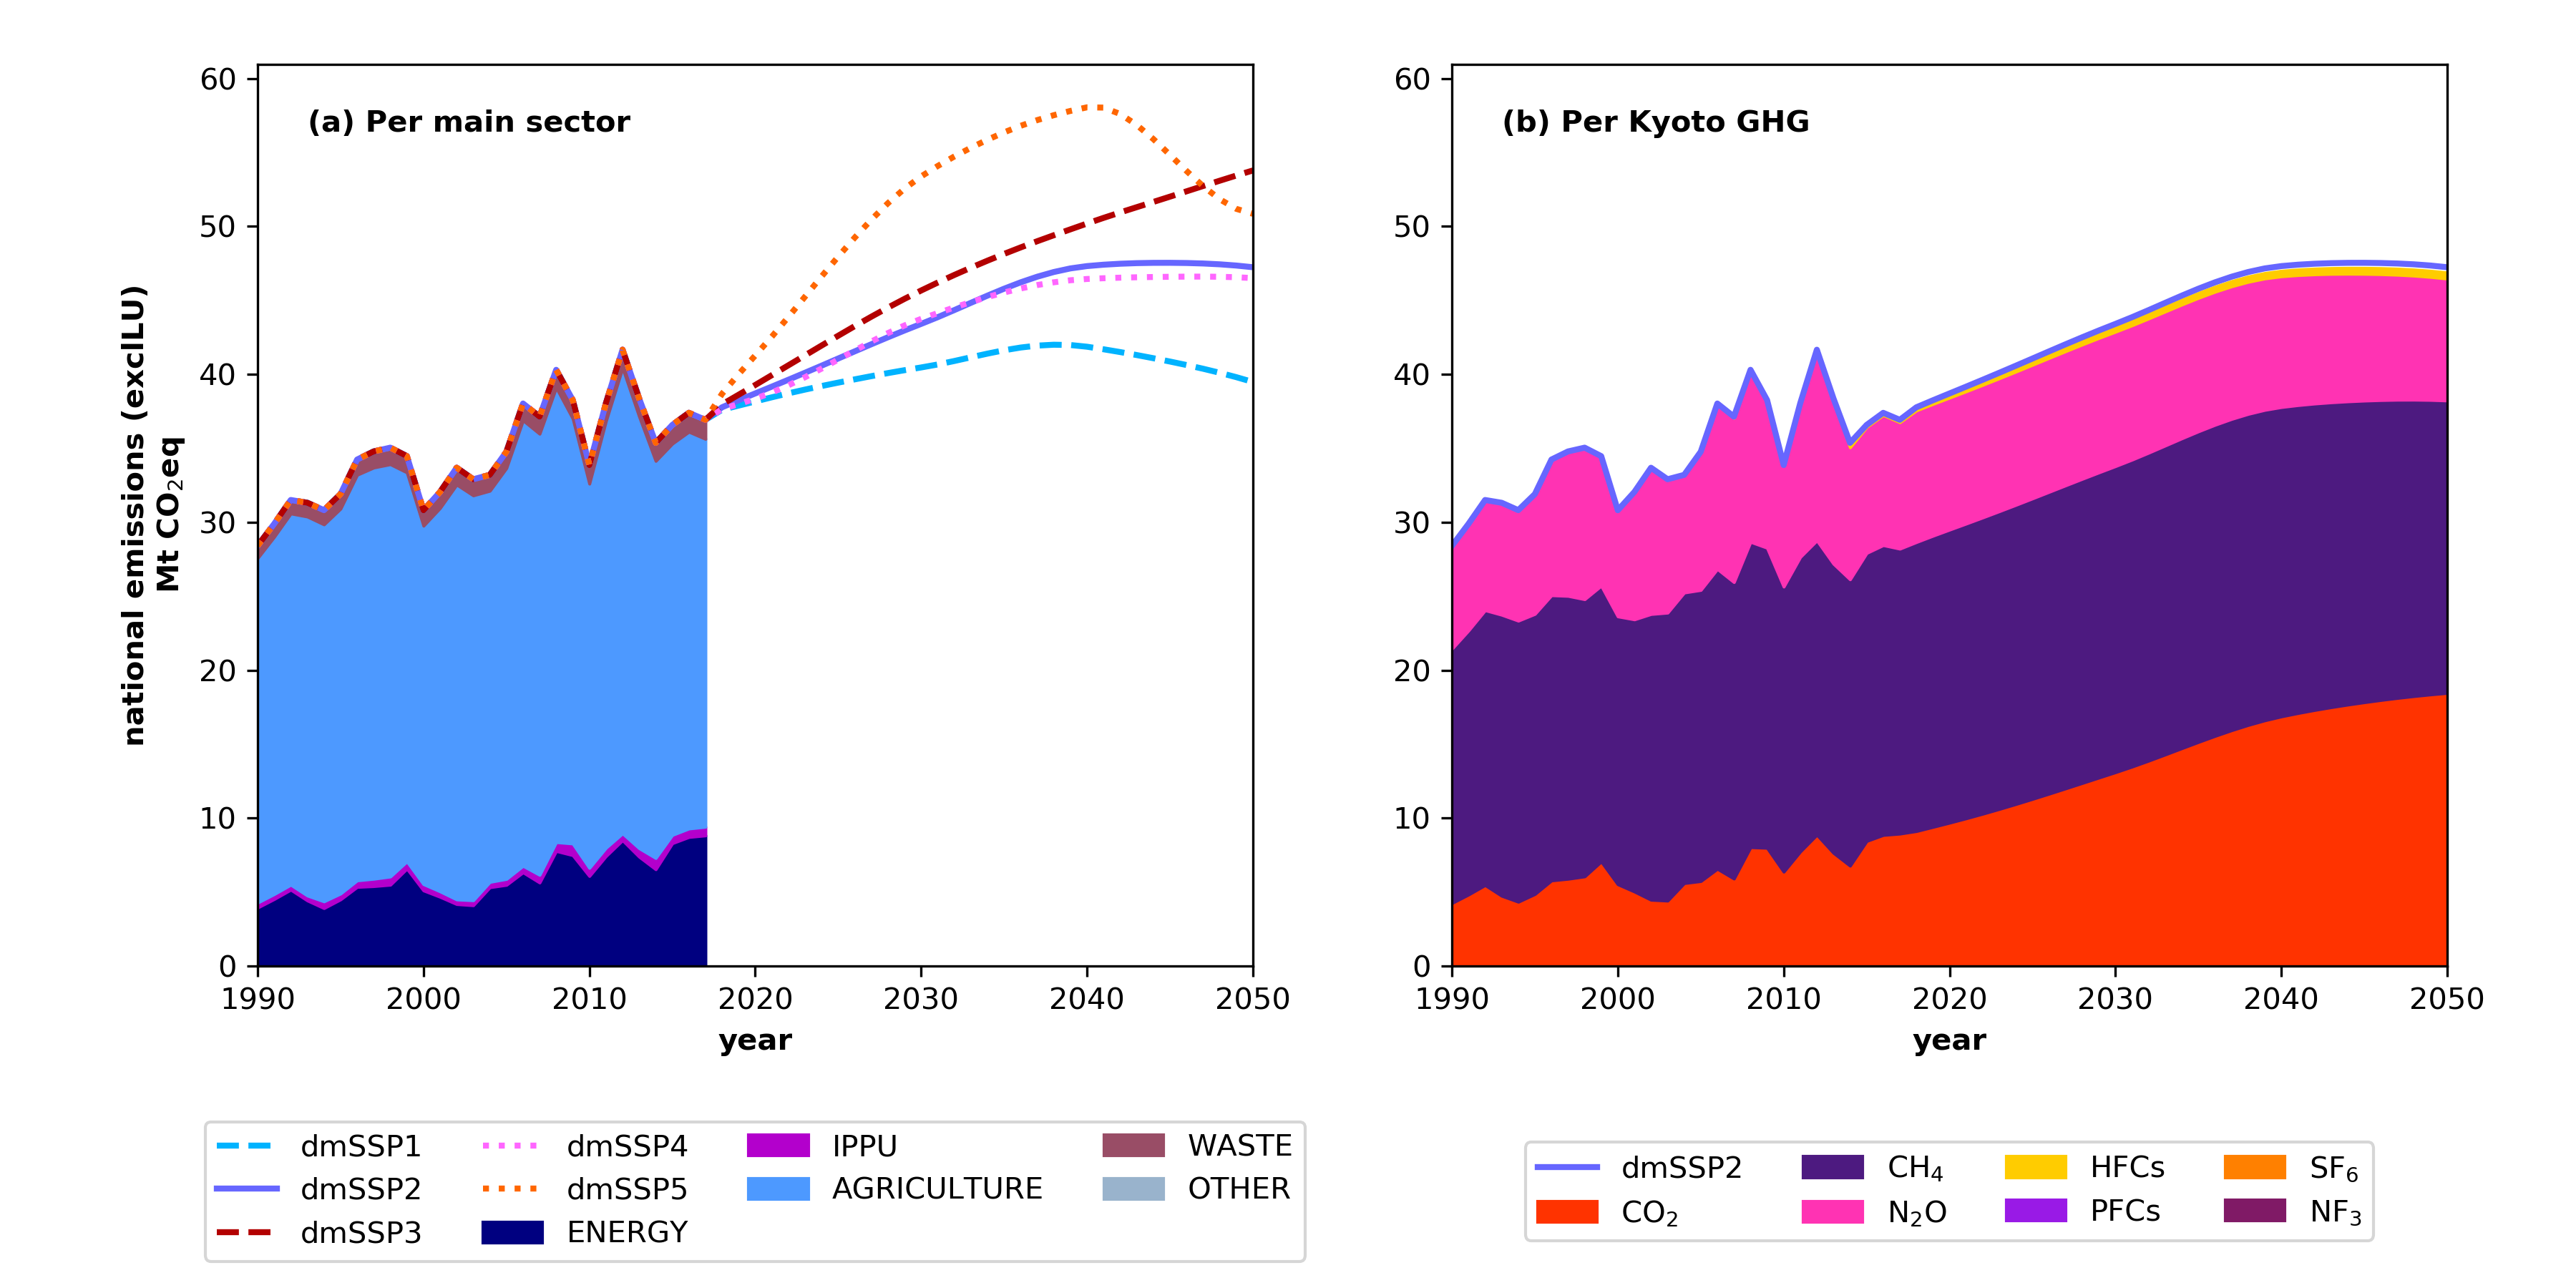 (a) Per main sector
national emissions (exclLU)
Mt CO₂eq
60
50
40
30
20
10
0
1990 2000 2010 2020 2030 2040 2050
year
dmSSP1 dmSSP4 IPPU WASTE
dmSSP2 dmSSP5 AGRICULTURE OTHER
dmSSP3 ENERGY
(b) Per Kyoto GHG
60
50
40
30
20
10
0
1990 2000 2010 2020 2030 2040 2050
year
dmSSP2 CH₄ HFCs SF₆
CO₂ N₂O PFCs NF₃